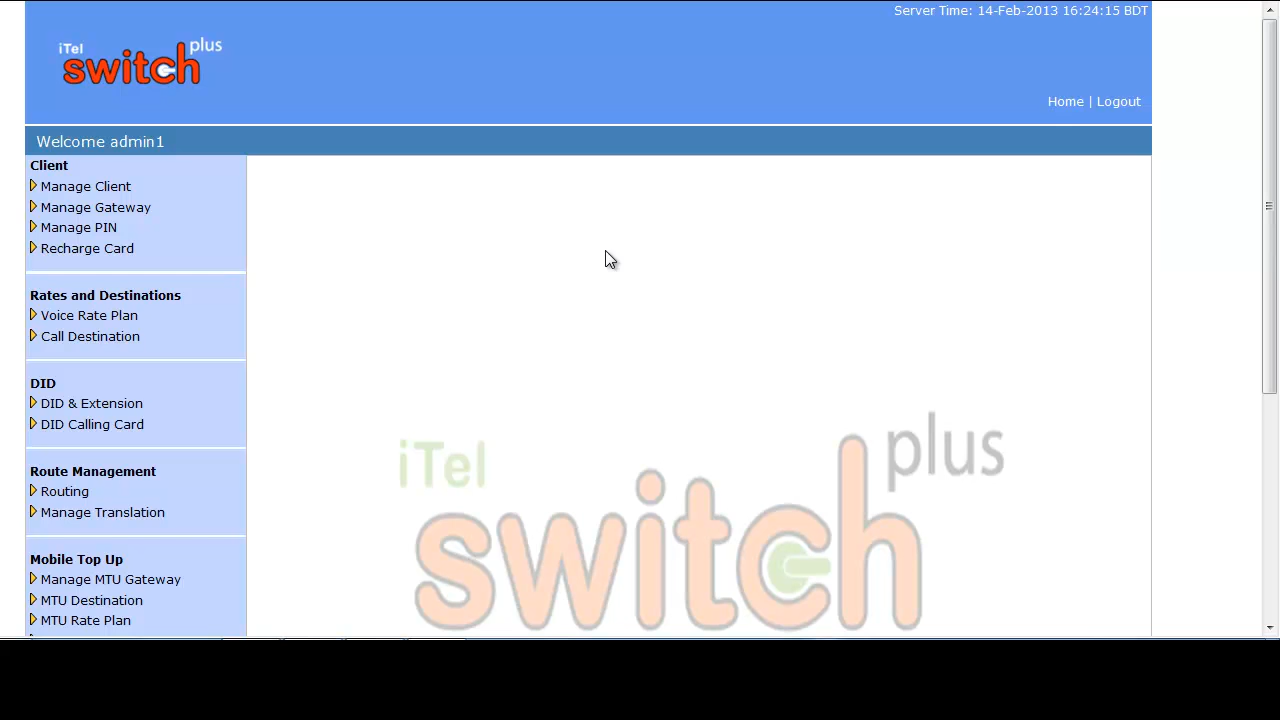 Server Time: 14-Feb-2013 16:24:15 BDT
iTel
switch plus
Home | Logout
Welcome admin1
Client
Manage Client
Manage Gateway
Manage PIN
Recharge Card
Rates and Destinations
Voice Rate Plan
Call Destination
DID
DID & Extension
DID Calling Card
Route Management
Routing
Manage Translation
Mobile Top Up
Manage MTU Gateway
MTU Destination
MTU Rate Plan
iTel
switch plus